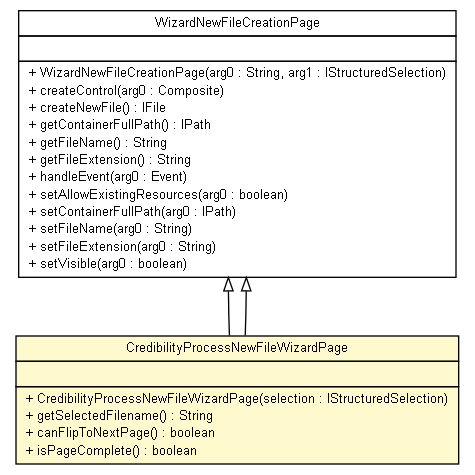 WizardNewFileCreationPage
+ WizardNewFileCreationPage(arg0 : String, arg1 : IStructuredSelection)
+ createControl(arg0 : Composite)
+ createNewFile() : IFile
+ getContainerFullPath() : IPath
+ getFileName() : String
+ getFileExtension() : String
+ handleEvent(arg0 : Event)
+ setAllowExistingResources(arg0 : boolean)
+ setContainerFullPath(arg0 : IPath)
+ setFileName(arg0 : String)
+ setFileExtension(arg0 : String)
+ setVisible(arg0 : boolean)
CredibilityProcessNewFileWizardPage
+ CredibilityProcessNewFileWizardPage(selection : IStructuredSelection)
+ getSelectedFilename() : String
+ canFlipToNextPage() : boolean
+ isPageComplete() : boolean